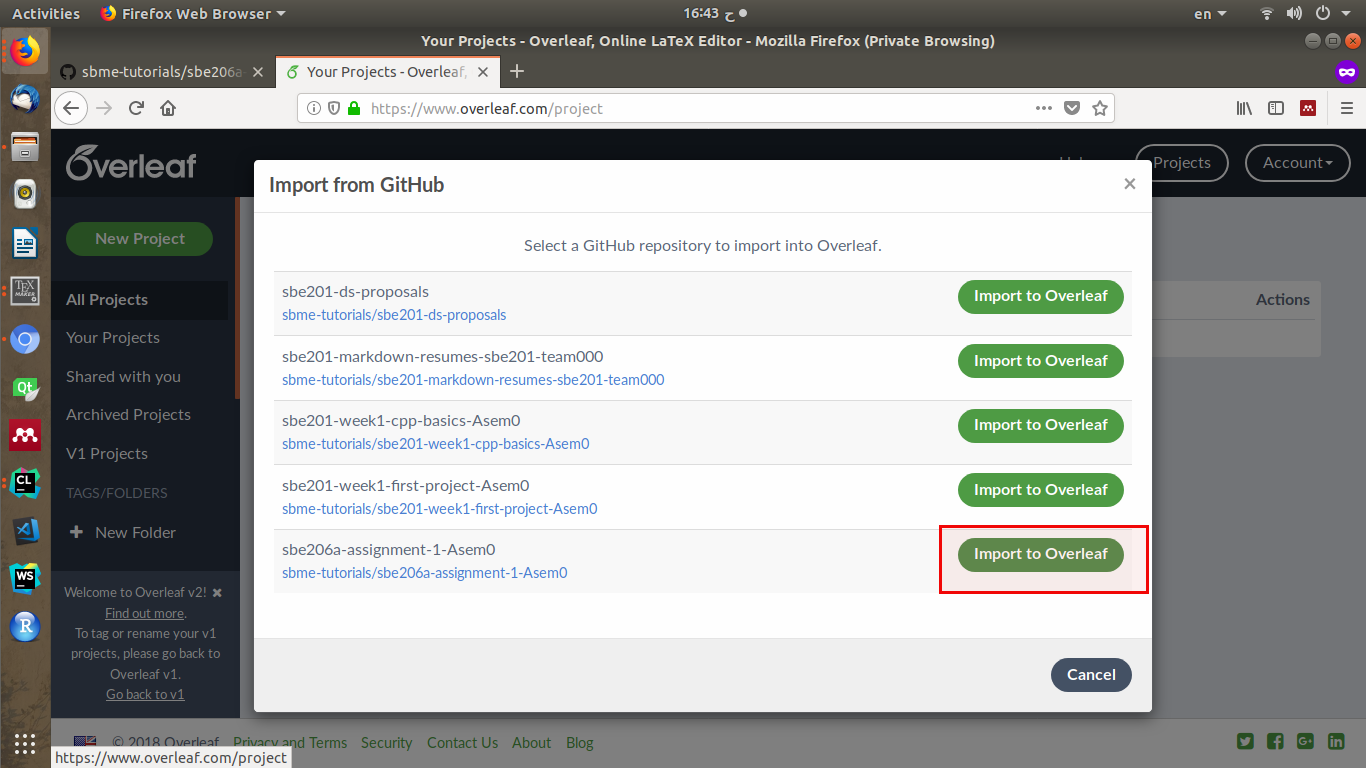 Activities
Firefox Web Browser
16:43 ح
en
Your Projects - Overleaf, Online LaTeX Editor - Mozilla Firefox (Private Browsing)
sbme-tutorials/sbe206a-
Your Projects - Overleaf,
https://www.overleaf.com/project
Overleaf
Projects
Account
New Project
All Projects
Your Projects
Shared with you
Archived Projects
V1 Projects
TAGS/FOLDERS
New Folder
Welcome to Overleaf v2!
Find out more.
To tag or rename your v1
projects, please go back to
Overleaf v1.
Go back to v1
Actions
Import from GitHub
Select a GitHub repository to import into Overleaf.
sbe201-ds-proposals
sbme-tutorials/sbe201-ds-proposals
Import to Overleaf
sbe201-markdown-resumes-sbe201-team000
sbme-tutorials/sbe201-markdown-resumes-sbe201-team000
Import to Overleaf
sbe201-week1-cpp-basics-Asem0
sbme-tutorials/sbe201-week1-cpp-basics-Asem0
Import to Overleaf
sbe201-week1-first-project-Asem0
sbme-tutorials/sbe201-week1-first-project-Asem0
Import to Overleaf
sbe206a-assignment-1-Asem0
sbme-tutorials/sbe206a-assignment-1-Asem0
Import to Overleaf
Cancel
© 2018 Overleaf Privacy and Terms Security Contact Us About Blog
https://www.overleaf.com/project
TEX
MAKER
Qt
CL
WS
R